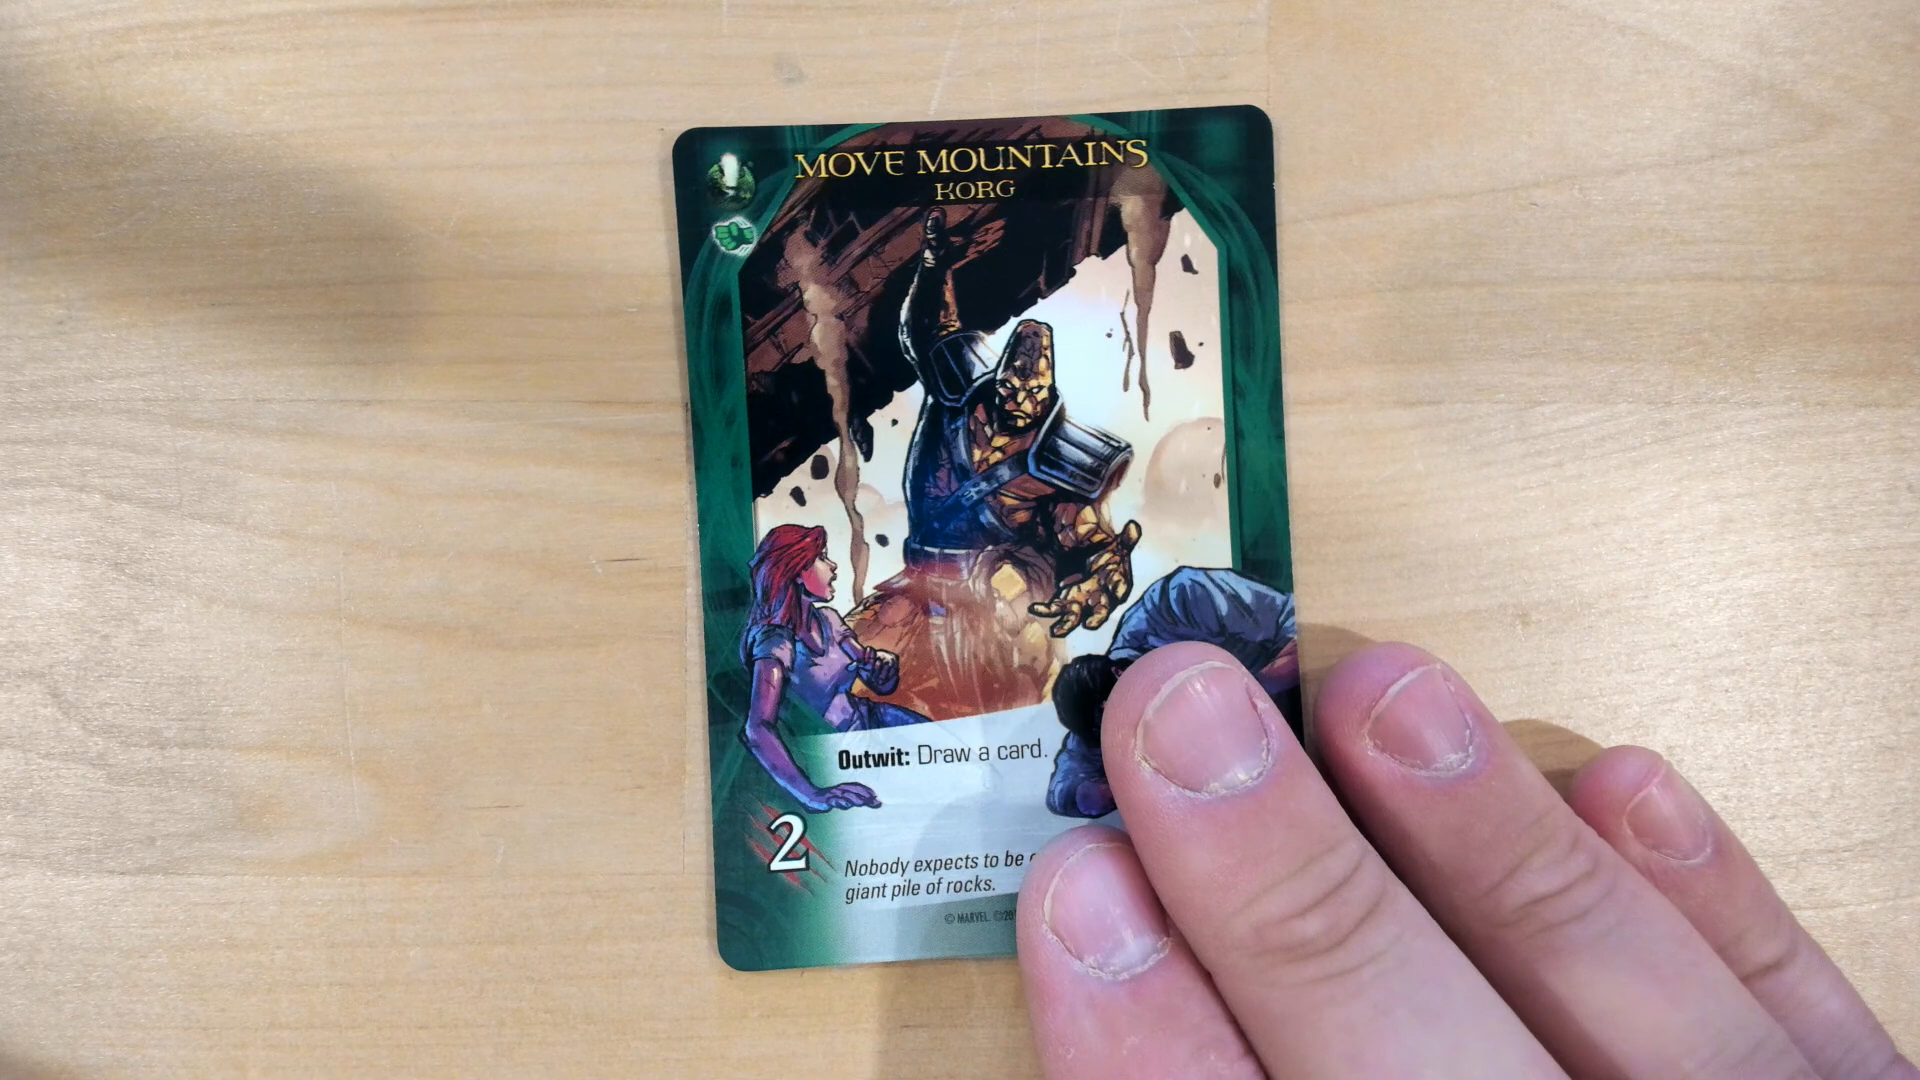 MOVE MOUNTAINS
KORG
Outwit: Draw a card.
2
Nobody expects to be
giant pile of rocks.
© MARVEL. ©